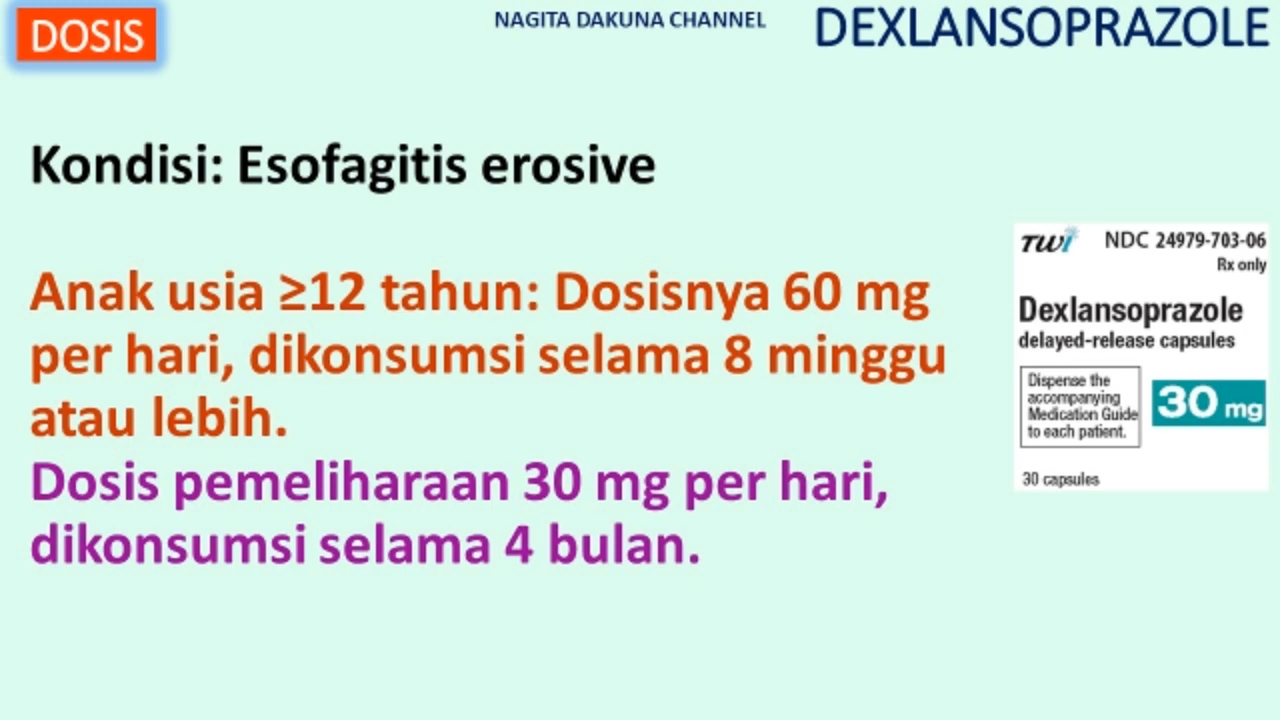 DOSIS
NAGITA DAKUNA CHANNEL
DEXLANSOPRAZOLE
Kondisi: Esofagitis erosive
Anak usia ≥12 tahun: Dosisnya 60 mg
per hari, dikonsumsi selama 8 minggu
atau lebih.
Dosis pemeliharaan 30 mg per hari,
dikonsumsi selama 4 bulan.
TWi
NDC 24979-703-06
Rx only
Dexlansoprazole
delayed-release capsules
Dispense the
accompanying
Medication Guide
to each patient.
30 mg
30 capsules